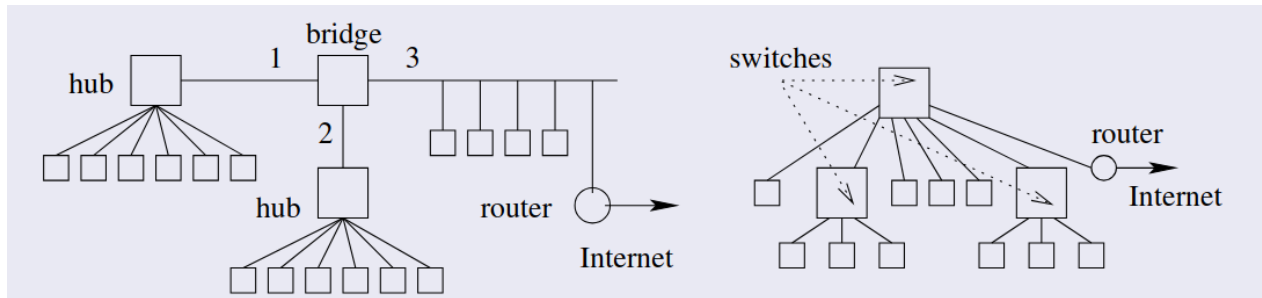 bridge
1
3
hub
2
hub
router
Internet
switches
router
Internet